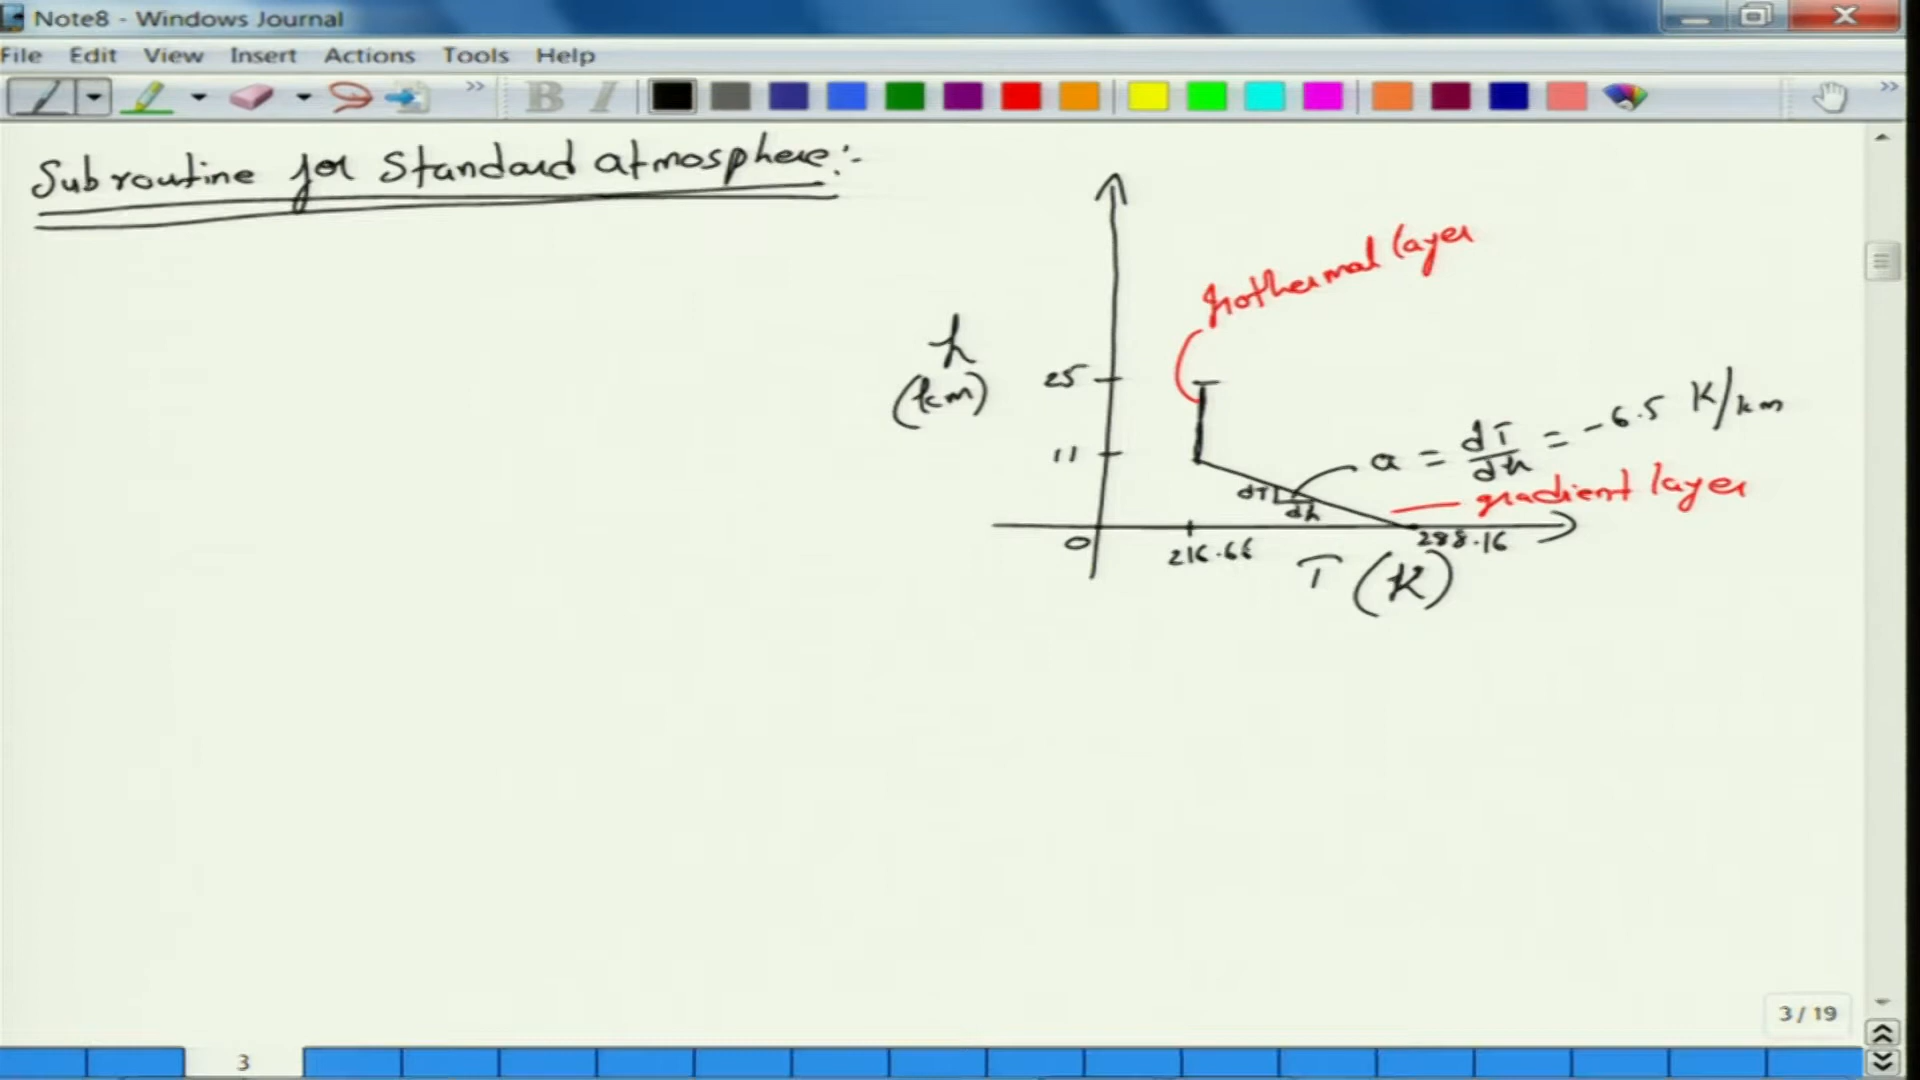 Note8 - Windows Journal
File Edit View Insert Actions Tools Help
B I
Subroutine for Standard atmosphere:-
Isothermal layer
h
(km)
25
11
a = dT/dh = -6.5 K/km
dT
dh
gradient layer
0
216.66
288.16
T (K)
3 / 19
3